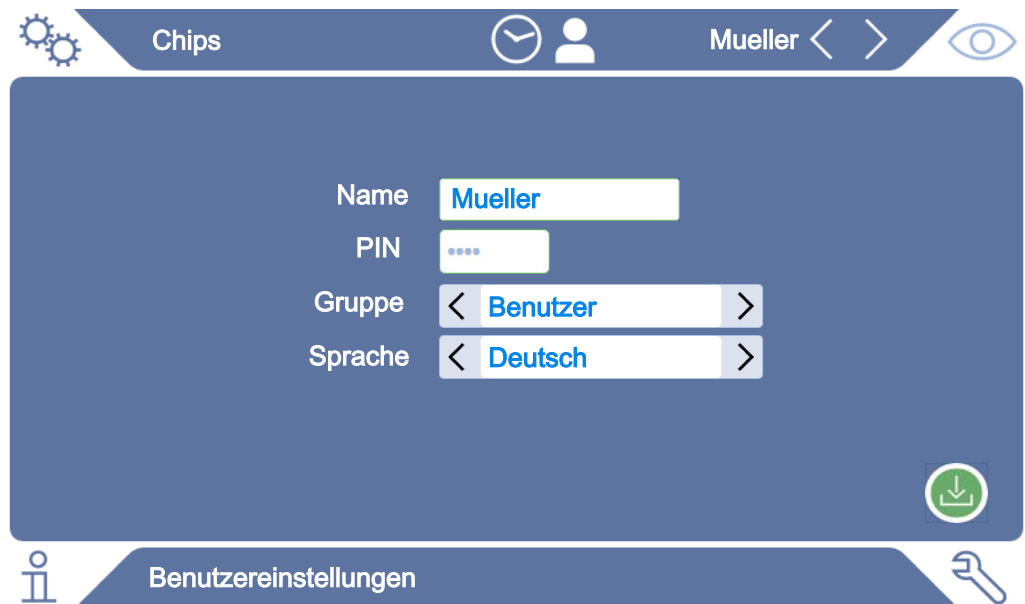 Chips
Mueller
Name Mueller
PIN ••••
Gruppe Benutzer
Sprache Deutsch
Benutzereinstellungen